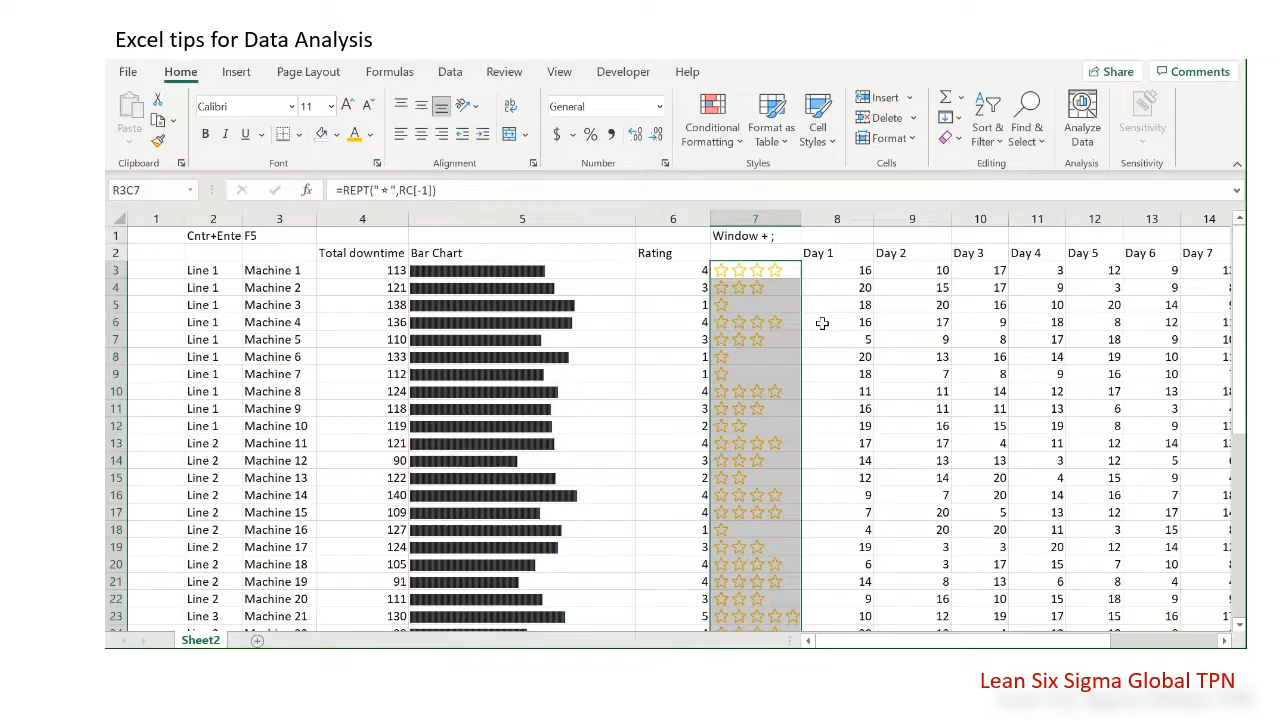 Excel tips for Data Analysis
File Home Insert Page Layout Formulas Data Review View Developer Help Share Comments
Calibri 11 General Insert
Paste Delete
Conditional Formatting Format as Table Cell Styles Format Sort & Filter Find & Select Analyze Data Sensitivity
Clipboard Font Alignment Number Styles Cells Editing Analysis Sensitivity
R3C7 fx =REPT("⭐",RC[-1])
1 2 3 4 5 6 7 8 9 10 11 12 13 14
1 Cntr+Ente F5 Window + ;
2 Total downtime Bar Chart Rating Day 1 Day 2 Day 3 Day 4 Day 5 Day 6 Day 7
3 Line 1 Machine 1 113 4 16 10 17 3 12 9
4 Line 1 Machine 2 121 3 20 15 17 9 3 9
5 Line 1 Machine 3 138 1 18 20 16 10 20 14
6 Line 1 Machine 4 136 4 16 17 9 18 8 12
7 Line 1 Machine 5 110 3 5 9 8 17 18 9
8 Line 1 Machine 6 133 1 20 13 16 14 19 10
9 Line 1 Machine 7 112 1 18 7 8 9 16 10
10 Line 1 Machine 8 124 4 11 11 14 12 17 13
11 Line 1 Machine 9 118 3 16 11 11 13 6 3
12 Line 1 Machine 10 119 2 19 16 15 19 8 9
13 Line 2 Machine 11 121 4 17 17 4 11 12 14
14 Line 2 Machine 12 90 3 14 13 13 3 12 5
15 Line 2 Machine 13 122 2 12 14 20 4 15 9
16 Line 2 Machine 14 140 4 9 7 20 14 16 7
17 Line 2 Machine 15 109 4 7 20 5 13 12 17
18 Line 2 Machine 16 127 1 4 20 20 11 3 15
19 Line 2 Machine 17 124 3 19 3 3 20 12 14
20 Line 2 Machine 18 105 4 6 3 17 15 7 10
21 Line 2 Machine 19 91 4 14 8 13 6 8 4
22 Line 2 Machine 20 111 3 9 16 10 15 18 9
23 Line 3 Machine 21 130 5 10 12 19 17 15 16
Sheet2
Lean Six Sigma Global TPN